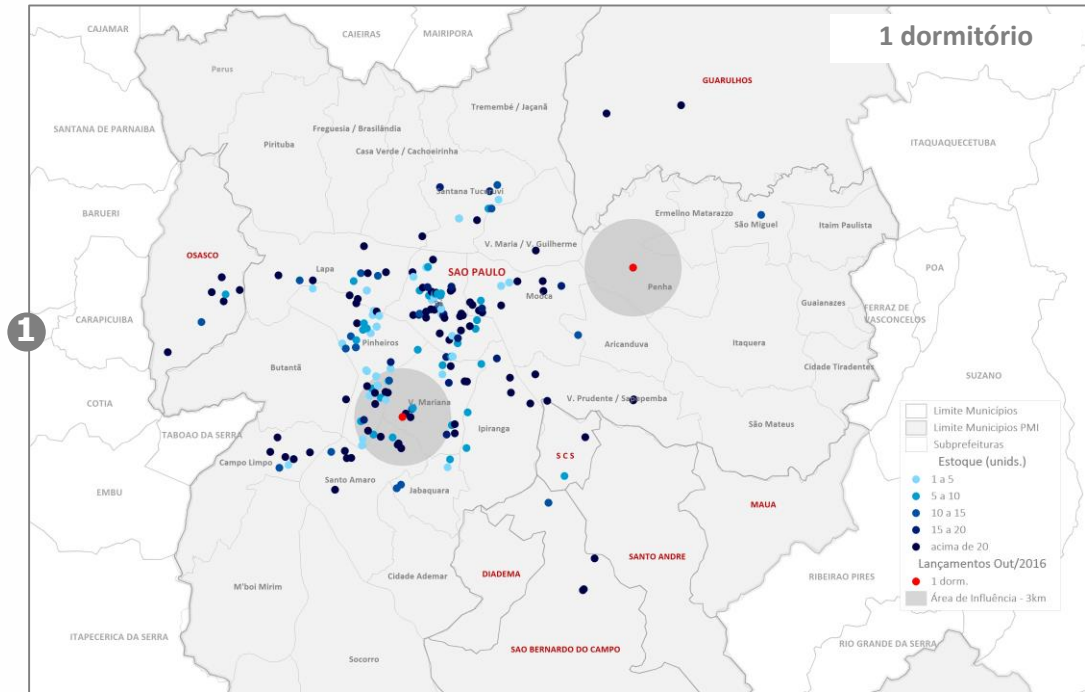 1 dormitório
CAJAMAR
CAIEIRAS
MAIRIPORA
Perus
GUARULHOS
Tremembé / Jaçanã
SANTANA DE PARNAIBA
Freguesia / Brasilândia
Pirituba
Casa Verde / Cachoeirinha
ITAQUAQUECETUBA
BARUERI
Ermelino Matarazzo
São Miguel
Itaim Paulista
V. Maria / V. Guilherme
OSASCO
Lapa
SAO PAULO
POA
Penha
Mooca
Guaianazes
FERRAZ DE
VASCONCELOS
CARAPICUIBA
1
Pinheiros
Aricanduva
Itaquera
Butantã
Cidade Tiradentes
SUZANO
COTIA
V. Mariana
V. Prudente / Sapopemba
TABOAO DA SERRA
Ipiranga
São Mateus
Campo Limpo
S C S
Santo Amaro
EMBU
Jabaquara
MAUA
SANTO ANDRE
DIADEMA
Cidade Ademar
M'boi Mirim
RIBEIRAO PIRES
ITAPECERICA DA SERRA
SAO BERNARDO DO CAMPO
RIO GRANDE DA SERRA
Socorro
Limite Municípios
Limite Municipios PMI
Subprefeituras
Estoque (unids.)
1 a 5
5 a 10
10 a 15
15 a 20
acima de 20
Lançamentos Out/2016
1 dorm.
Área de Influência - 3km